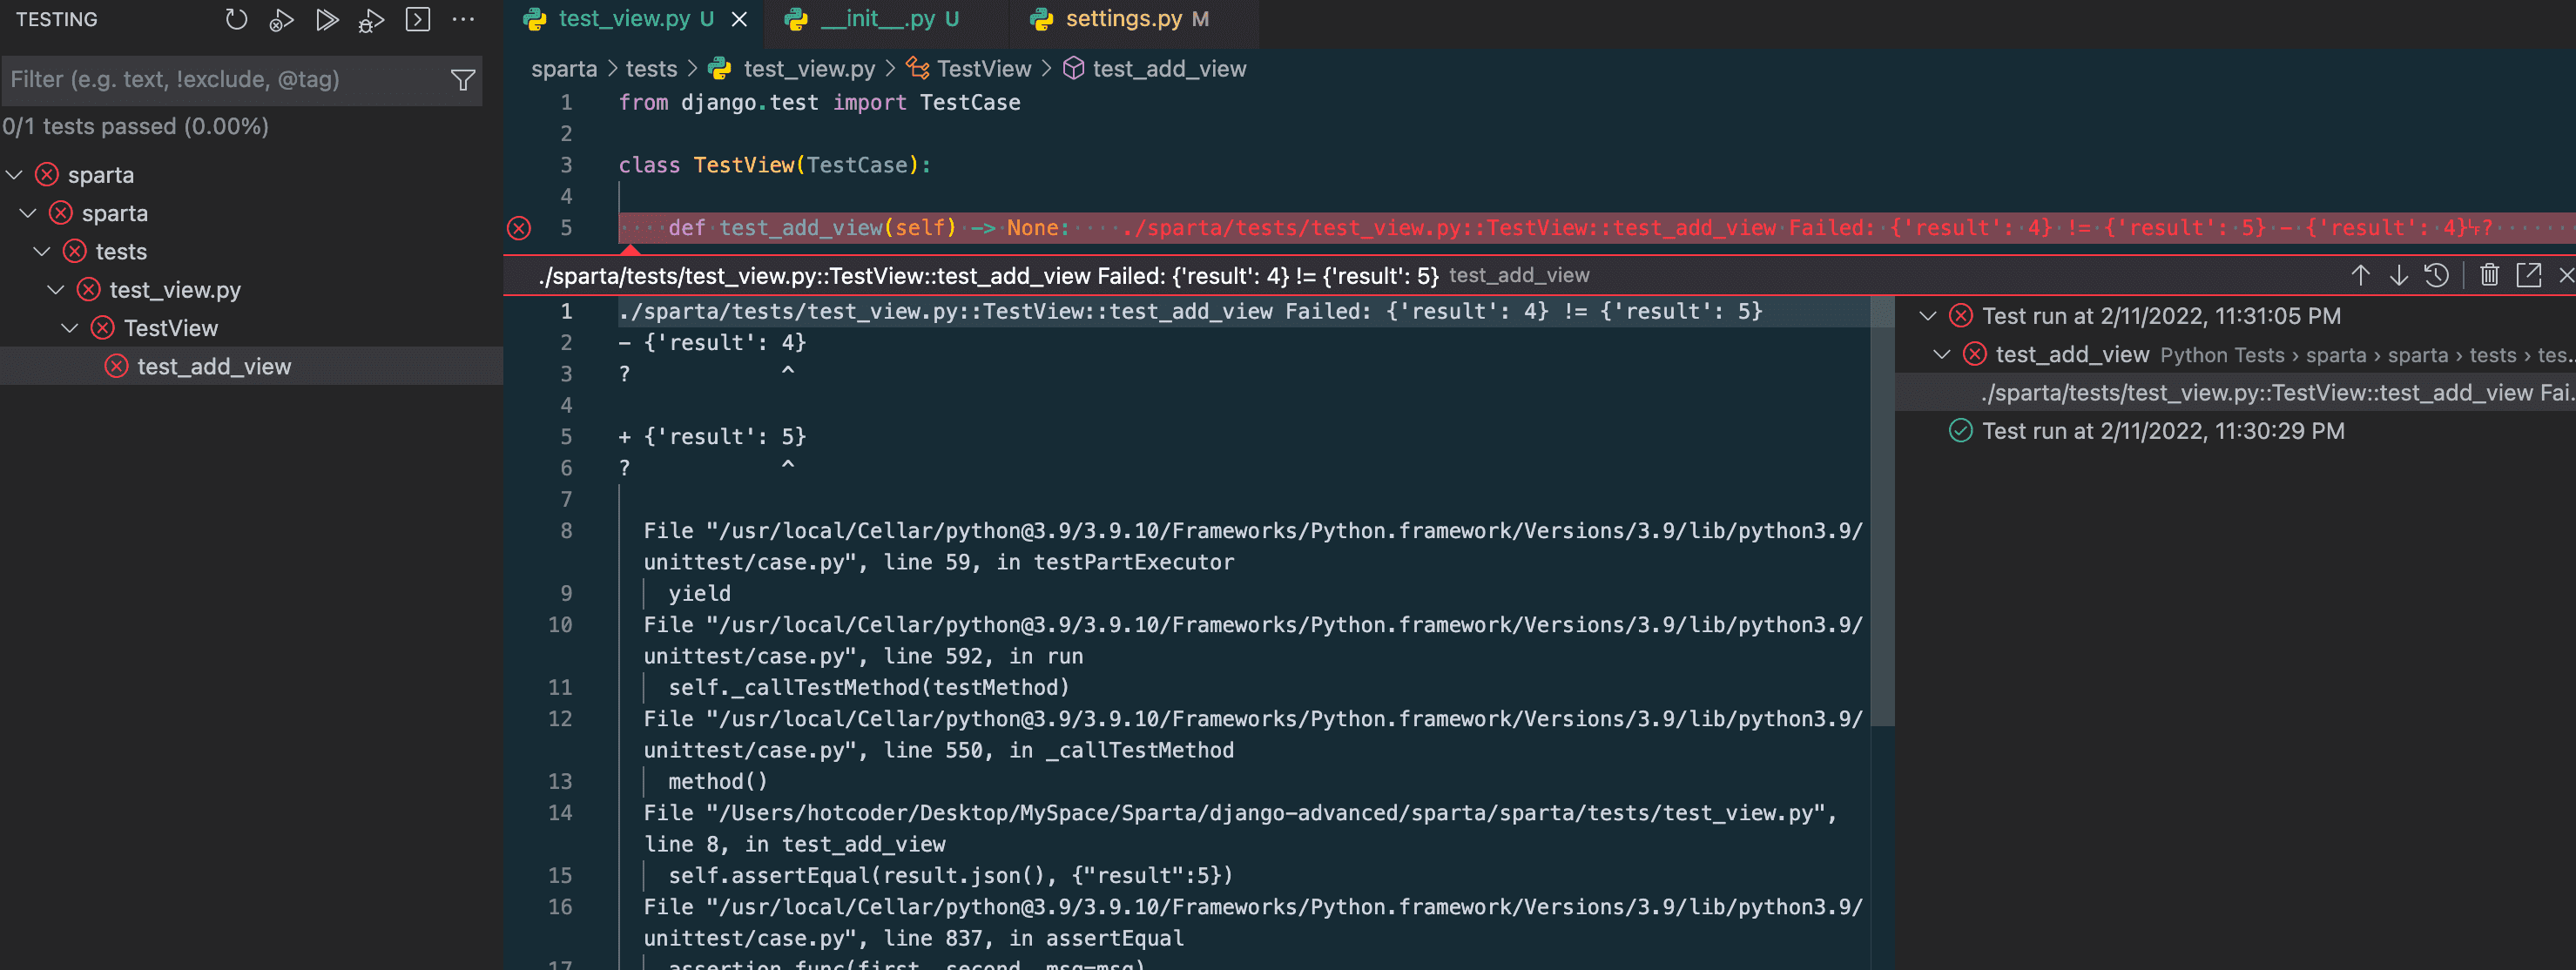 TESTING
Filter (e.g. text, !exclude, @tag)
0/1 tests passed (0.00%)
sparta
sparta
tests
test_view.py
TestView
test_add_view
test_view.py U
__init__.py U
settings.py M
sparta > tests > test_view.py > TestView > test_add_view
1 from django.test import TestCase
2
3 class TestView(TestCase):
4
5 ····def·test_add_view(self)·->·None:····./sparta/tests/test_view.py::TestView::test_add_view·Failed:·{'result':·4}·!=·{'result':·5}·-·{'result':·4}␊?
./sparta/tests/test_view.py::TestView::test_add_view Failed: {'result': 4} != {'result': 5} test_add_view
1 ./sparta/tests/test_view.py::TestView::test_add_view Failed: {'result': 4} != {'result': 5}
2 - {'result': 4}
3 ?            ^
4
5 + {'result': 5}
6 ?            ^
7
8 File "/usr/local/Cellar/python@3.9/3.9.10/Frameworks/Python.framework/Versions/3.9/lib/python3.9/
unittest/case.py", line 59, in testPartExecutor
9 yield
10 File "/usr/local/Cellar/python@3.9/3.9.10/Frameworks/Python.framework/Versions/3.9/lib/python3.9/
unittest/case.py", line 592, in run
11 self._callTestMethod(testMethod)
12 File "/usr/local/Cellar/python@3.9/3.9.10/Frameworks/Python.framework/Versions/3.9/lib/python3.9/
unittest/case.py", line 550, in _callTestMethod
13 method()
14 File "/Users/hotcoder/Desktop/MySpace/Sparta/django-advanced/sparta/sparta/tests/test_view.py",
line 8, in test_add_view
15 self.assertEqual(result.json(), {"result":5})
16 File "/usr/local/Cellar/python@3.9/3.9.10/Frameworks/Python.framework/Versions/3.9/lib/python3.9/
unittest/case.py", line 837, in assertEqual
17 assertion_func(first, second, msg=msg)
Test run at 2/11/2022, 11:31:05 PM
test_add_view Python Tests › sparta › sparta › tests › tes...
./sparta/tests/test_view.py::TestView::test_add_view Fai...
Test run at 2/11/2022, 11:30:29 PM